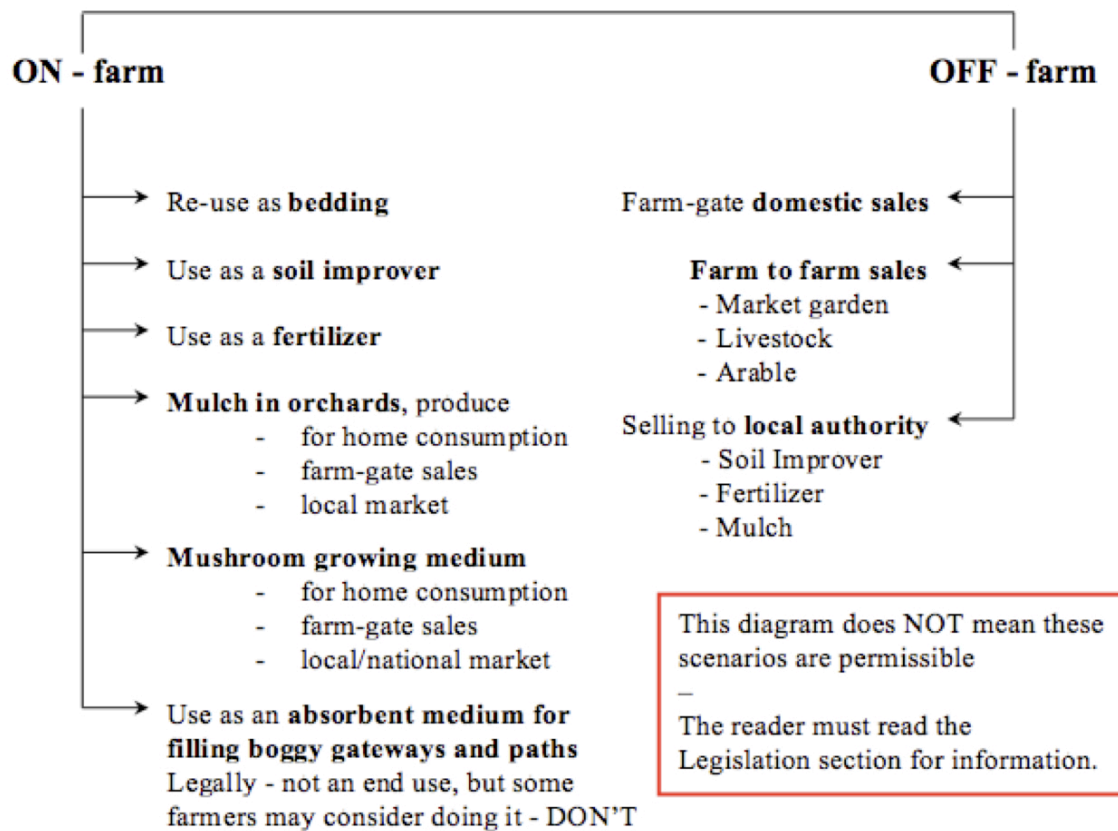 ON - farm
Re-use as bedding
Use as a soil improver
Use as a fertilizer
Mulch in orchards, produce
- for home consumption
- farm-gate sales
- local market
Mushroom growing medium
- for home consumption
- farm-gate sales
- local/national market
Use as an absorbent medium for
filling boggy gateways and paths
Legally - not an end use, but some
farmers may consider doing it - DON'T
OFF - farm
Farm-gate domestic sales
Farm to farm sales
- Market garden
- Livestock
- Arable
Selling to local authority
- Soil Improver
- Fertilizer
- Mulch
This diagram does NOT mean these
scenarios are permissible
–
The reader must read the
Legislation section for information.